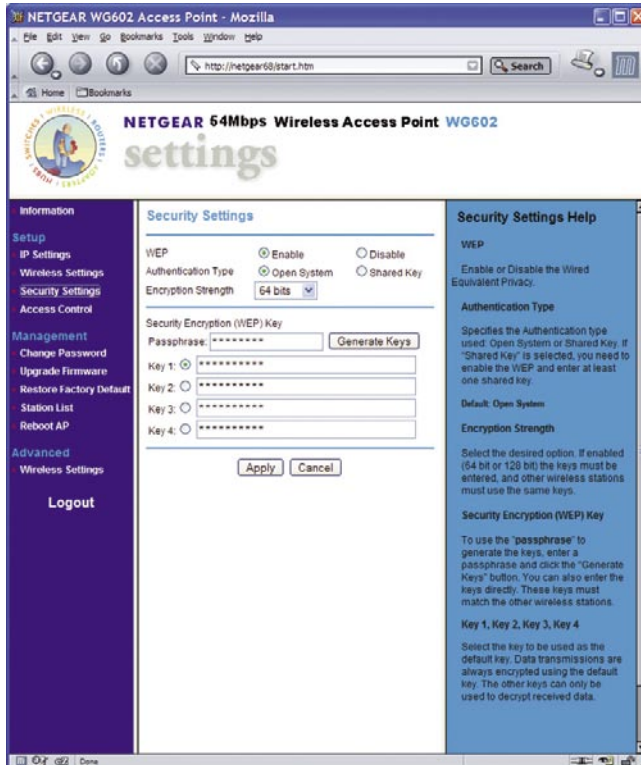 NETGEAR WG602 Access Point - Mozilla
File Edit View Go Bookmarks Tools Window Help
http://netgear68/start.htm
Search
Home Bookmarks
SWITCHES WIRELESS ROUTERS HUBS
NETGEAR 54Mbps Wireless Access Point WG602
settings
Information
Setup
IP Settings
Wireless Settings
Security Settings
Access Control
Management
Change Password
Upgrade Firmware
Restore Factory Default
Station List
Reboot AP
Advanced
Wireless Settings
Logout
Security Settings
WEP Enable Disable
Authentication Type Open System Shared Key
Encryption Strength 64 bits
Security Encryption (WEP) Key
Passphrase: ******** Generate Keys
Key 1: **********
Key 2: **********
Key 3: **********
Key 4: **********
Apply Cancel
Security Settings Help
WEP
Enable or Disable the Wired
Equivalent Privacy.
Authentication Type
Specifies the Authentication type
used: Open System or Shared Key. If
"Shared Key" is selected, you need to
enable the WEP and enter at least
one shared key.
Default: Open System
Encryption Strength
Select the desired option. If enabled
(64 bit or 128 bit) the keys must be
entered, and other wireless stations
must use the same keys.
Security Encryption (WEP) Key
To use the "passphrase" to
generate the keys, enter a
passphrase and click the "Generate
Keys" button. You can also enter the
keys directly. These keys must
match the other wireless stations.
Key 1, Key 2, Key 3, Key 4
Select the key to be used as the
default key. Data transmissions are
always encrypted using the default
key. The other keys can only be
used to decrypt received data.
Done